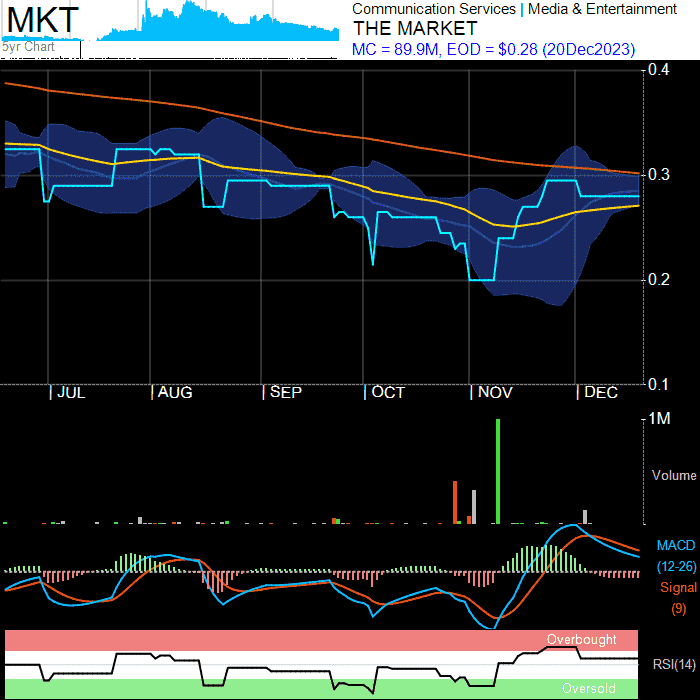 MKT
5yr Chart
Communication Services | Media & Entertainment
THE MARKET
MC = 89.9M, EOD = $0.28 (20Dec2023)
0.4
0.3
0.2
0.1
| JUL | AUG | SEP | OCT | NOV | DEC
1M
Volume
MACD
(12-26)
Signal
(9)
Overbought
RSI(14)
Oversold